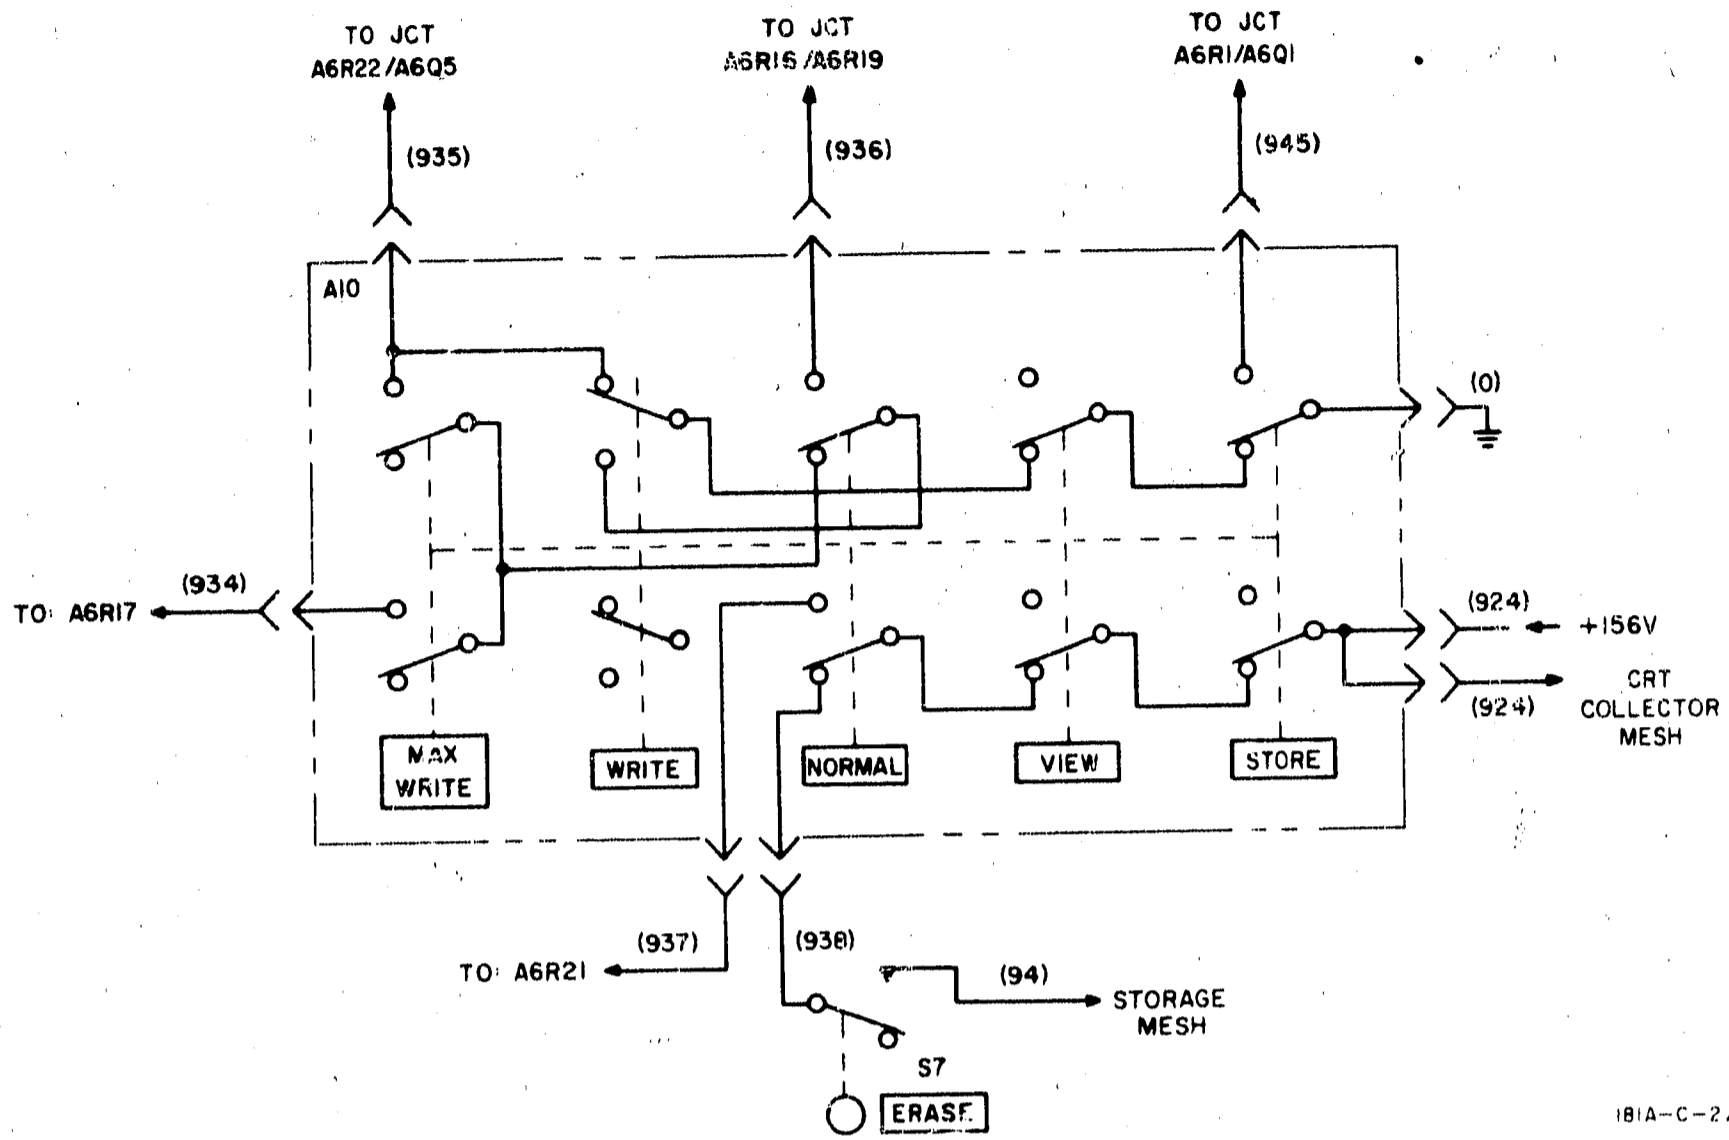 TO JCT
A6R22/A6Q5
TO JCT
A6R16/A6R19
TO JCT
A6R1/A6Q1
(935)
(936)
(945)
A10
(0)
(934)
TO: A6R17
(924)
+156V
CRT
COLLECTOR
MESH
(924)
MAX
WRITE
WRITE
NORMAL
VIEW
STORE
(937)
(938)
TO: A6R21
(94)
STORAGE
MESH
S7
ERASE